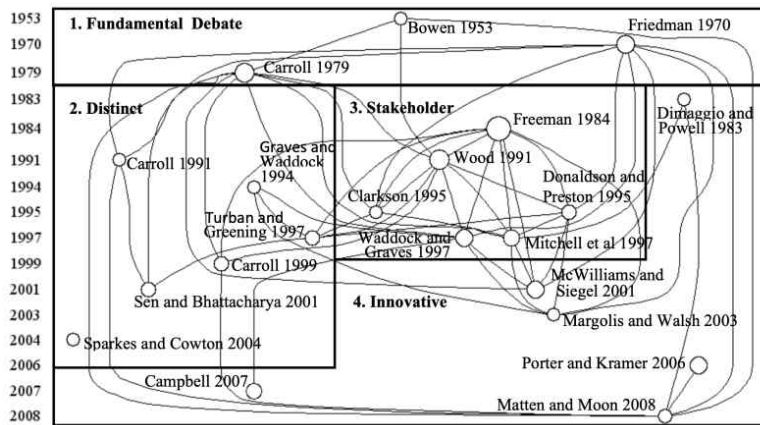 1953
1970
1979
1983
1984
1991
1994
1995
1997
1999
2001
2003
2004
2006
2007
2008
1. Fundamental Debate
Bowen 1953
Friedman 1970
Carroll 1979
2. Distinct
3. Stakeholder
Freeman 1984
Dimaggio and
Powell 1983
Carroll 1991
Graves and
Waddock
1994
Wood 1991
Clarkson 1995
Donaldson and
Preston 1995
Turban and
Greening 1997
Waddock and
Graves 1997
Mitchell et al 1997
Carroll 1999
McWilliams and
Siegel 2001
Sen and Bhattacharya 2001
4. Innovative
Margolis and Walsh 2003
Sparkes and Cowton 2004
Porter and Kramer 2006
Campbell 2007
Matten and Moon 2008